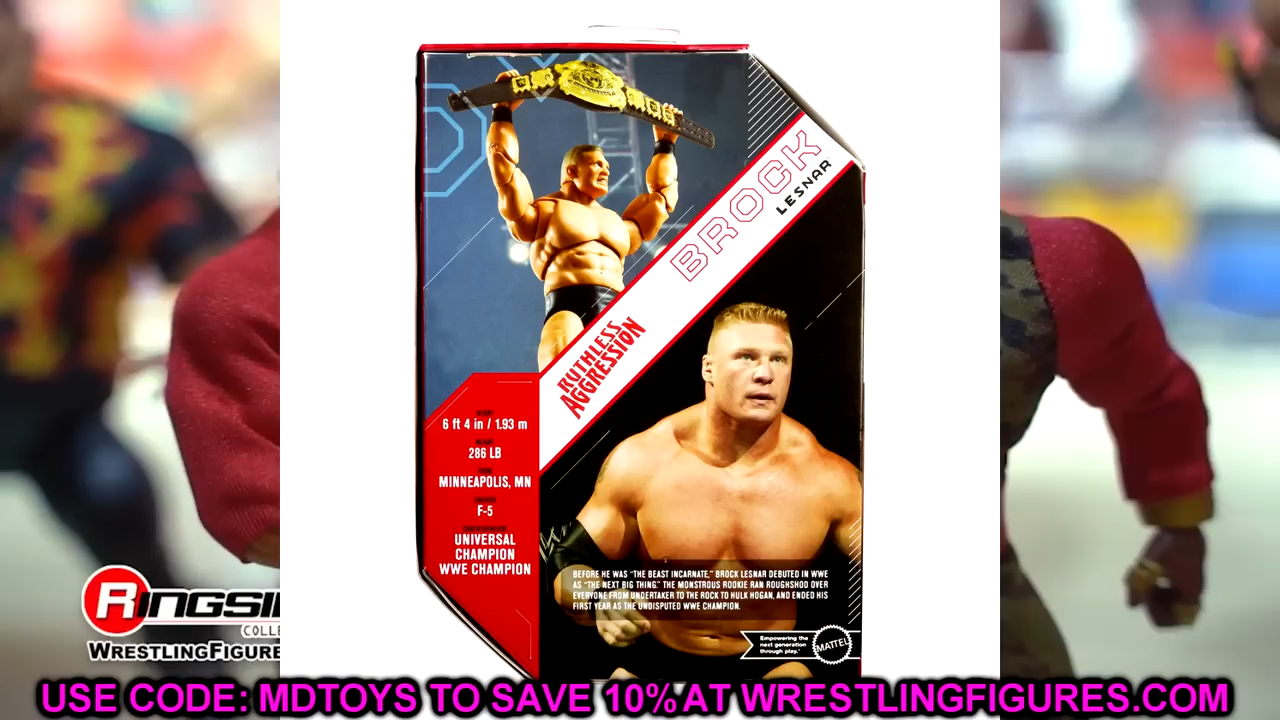 BROCK
LESNAR
RUTHLESS
AGGRESSION
6 ft 4 in / 1.93 m
286 LB
MINNEAPOLIS, MN
F-5
UNIVERSAL
CHAMPION
WWE CHAMPION
BEFORE HE WAS "THE BEAST INCARNATE," BROCK LESNAR DEBUTED IN WWE
AS "THE NEXT BIG THING." THE MONSTROUS ROOKIE RAN ROUGHSHOD OVER
EVERYONE FROM UNDERTAKER TO THE ROCK TO HULK HOGAN, AND ENDED HIS
FIRST YEAR AS THE UNDISPUTED WWE CHAMPION.
Empowering the
next generation
through play.
MATTEL
RINGSI
COLLE
WRESTLINGFIGURE
USE CODE: MDTOYS TO SAVE 10% AT WRESTLINGFIGURES.COM